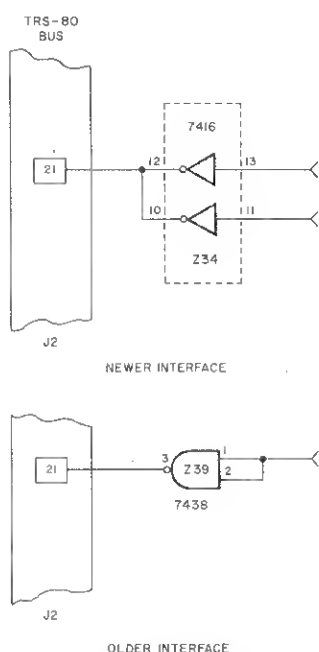 TRS-80
BUS
7416
21
12
13
10
11
Z34
J2
NEWER INTERFACE
21
3
Z39
1
2
7438
J2
OLDER INTERFACE